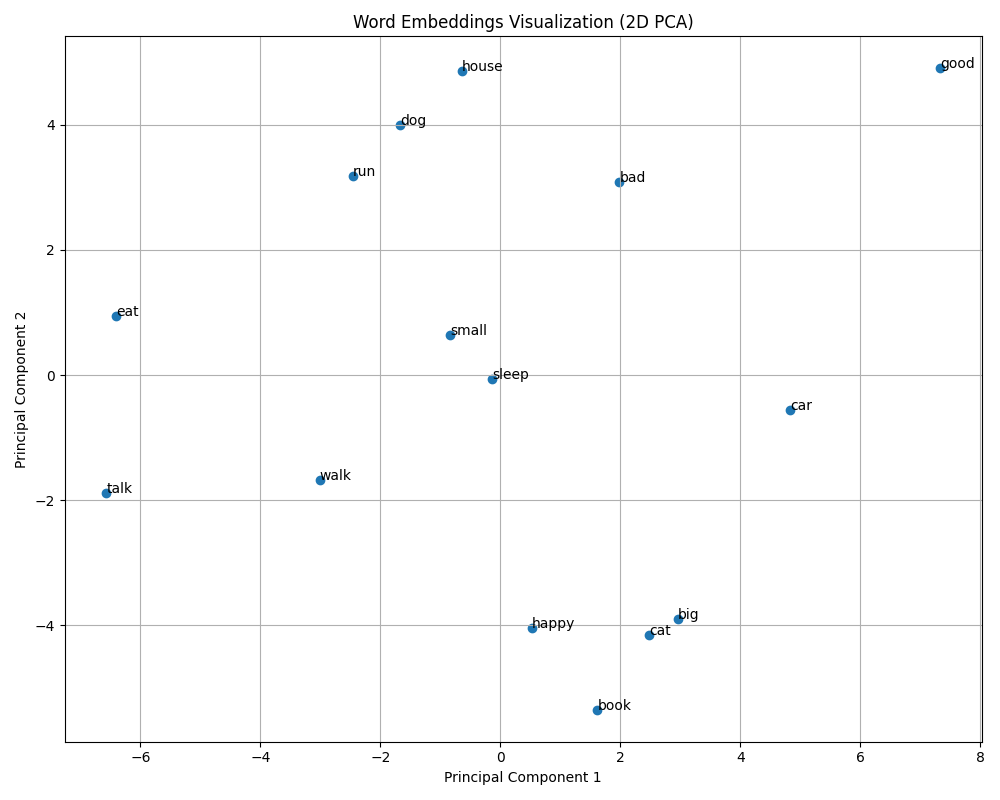 Word Embeddings Visualization (2D PCA)
house
good
dog
run
bad
eat
small
sleep
car
walk
talk
happy
big
cat
book
4
2
0
−2
−4
−6
−4
−2
0
2
4
6
8
Principal Component 2
Principal Component 1